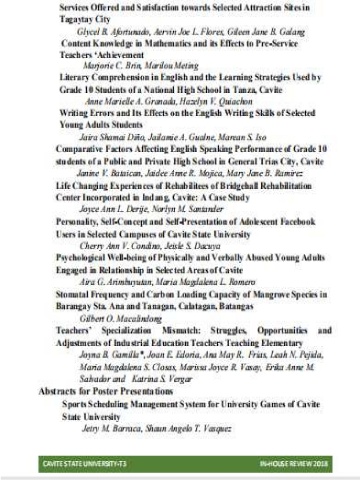 Services Offered and Satisfaction towards Selected Attraction Sites in
Tagaytay City
Glycel B. Afortunado, Aervin Joe L. Flores, Gileen Jane B. Galang
Content Knowledge in Mathematics and its Effects to Pre-Service
Teachers 'Achievement
Marjorie C. Brin, Marilou Meting
Literary Comprehension in English and the Learning Strategies Used by
Grade 10 Students of a National High School in Tanza, Cavite
Anne Marielle A. Granada, Hazelyn V. Quiachon
Writing Errors and Its Effects on the English Writing Skills of Selected
Young Adults Students
Jaira Shamai Diño, Jailanie A. Gudne, Marean S. Iso
Comparative Factors Affecting English Speaking Performance of Grade 10
students of a Public and Private High School in General Trias City, Cavite
Janine V. Bataican, Jaidee Anne R. Mojica, Mary Jane B. Ramirez
Life Changing Experiences of Rehabilitees of Bridgehall Rehabilitation
Center Incorporated in Indang, Cavite: A Case Study
Joyce Ann L. Derije, Norlyn M. Santander
Personality, Self-Concept and Self-Presentation of Adolescent Facebook
Users in Selected Campuses of Cavite State University
Cherry Ann V. Condino, Jeisle S. Dacuya
Psychological Well-being of Physically and Verbally Abused Young Adults
Engaged in Relationship in Selected Areas of Cavite
Aira G. Arimbuyutan, Maria Magdalena L. Romero
Stomatal Frequency and Carbon Loading Capacity of Mangrove Species in
Barangay Sta. Ana and Tanagan, Calatagan, Batangas
Gilbert O. Macalindong
Teachers' Specialization Mismatch: Struggles, Opportunities and
Adjustments of Industrial Education Teachers Teaching Elementary
Joyna B. Gamilla*, Joan E. Edoria, Ana May R. Frias, Leah N. Pejida,
Maria Magdalena S. Closas, Marissa Joyce R. Vasay, Erika Anne M.
Salvador and Katrina S. Vergar
Abstracts for Poster Presentations
Sports Scheduling Management System for University Games of Cavite
State University
Jetry M. Barraca, Shaun Angelo T. Vasquez
CAVITE STATE UNIVERSITY-T3 IN-HOUSE REVIEW 2018